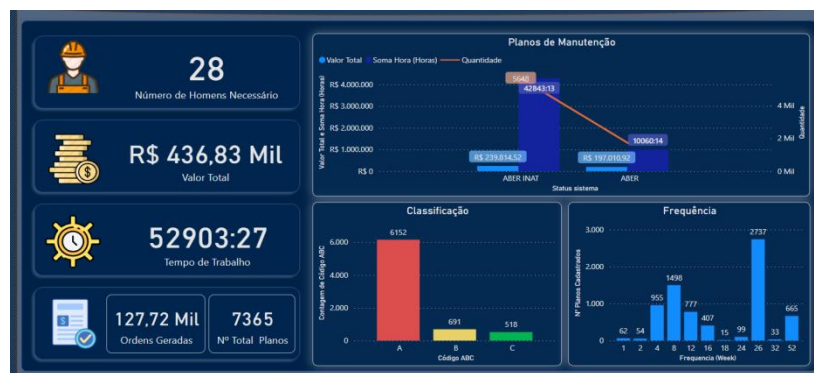 28
Número de Homens Necessário
R$ 436,83 Mil
Valor Total
52903:27
Tempo de Trabalho
127,72 Mil
Ordens Geradas
7365
Nº Total Planos
Planos de Manutenção
Valor Total Soma Hora (Horas) Quantidade
Valor Total e Soma Hora (Horas)
R$ 4.000.000
R$ 3.000.000
R$ 2.000.000
R$ 1.000.000
R$ 0
5648
42843:13
10060:14
R$ 239.814,52
R$ 197.010,92
4 Mil
2 Mil
0 Mil
Quantidade
ABER INAT ABER
Status sistema
Classificação
Contagem de Código ABC
6.000
4.000
2.000
0
6152
691
518
A B C
Código ABC
Frequência
Nº Planos Cadastrados
3.000
2.000
1.000
0
62 54 955 1498 777 407 15 99 2737 33 665
1 2 4 8 12 16 18 24 26 32 52
Frequencia (Week)